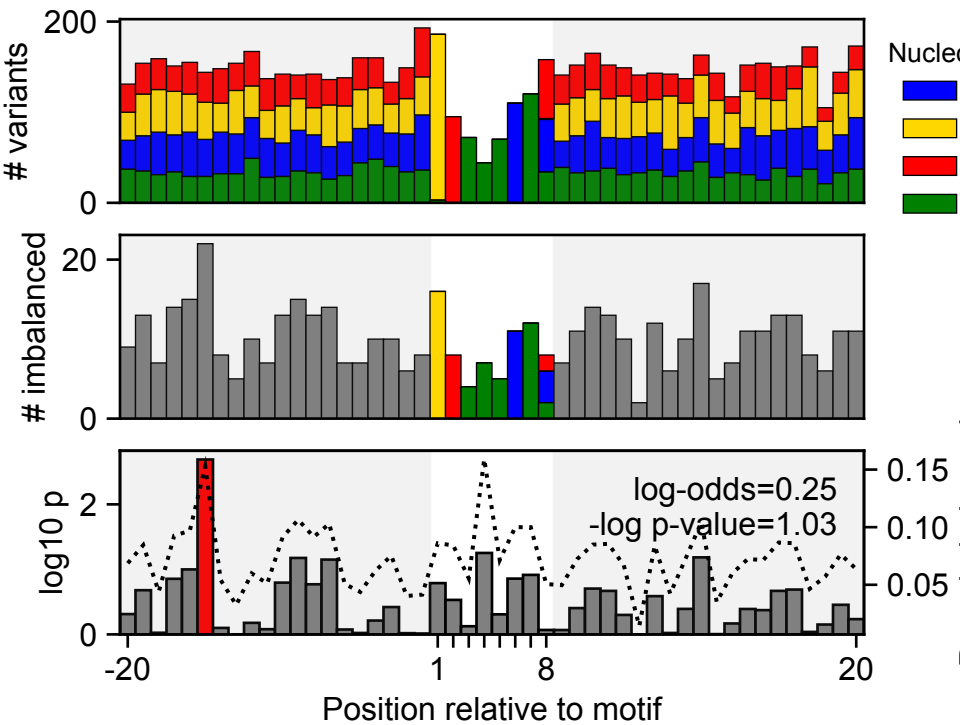 200
# variants
0
20
# imbalanced
0
2
log10 p
0
log-odds=0.25
-log p-value=1.03
0.15
0.10
0.05
-20
1
8
20
Position relative to motif